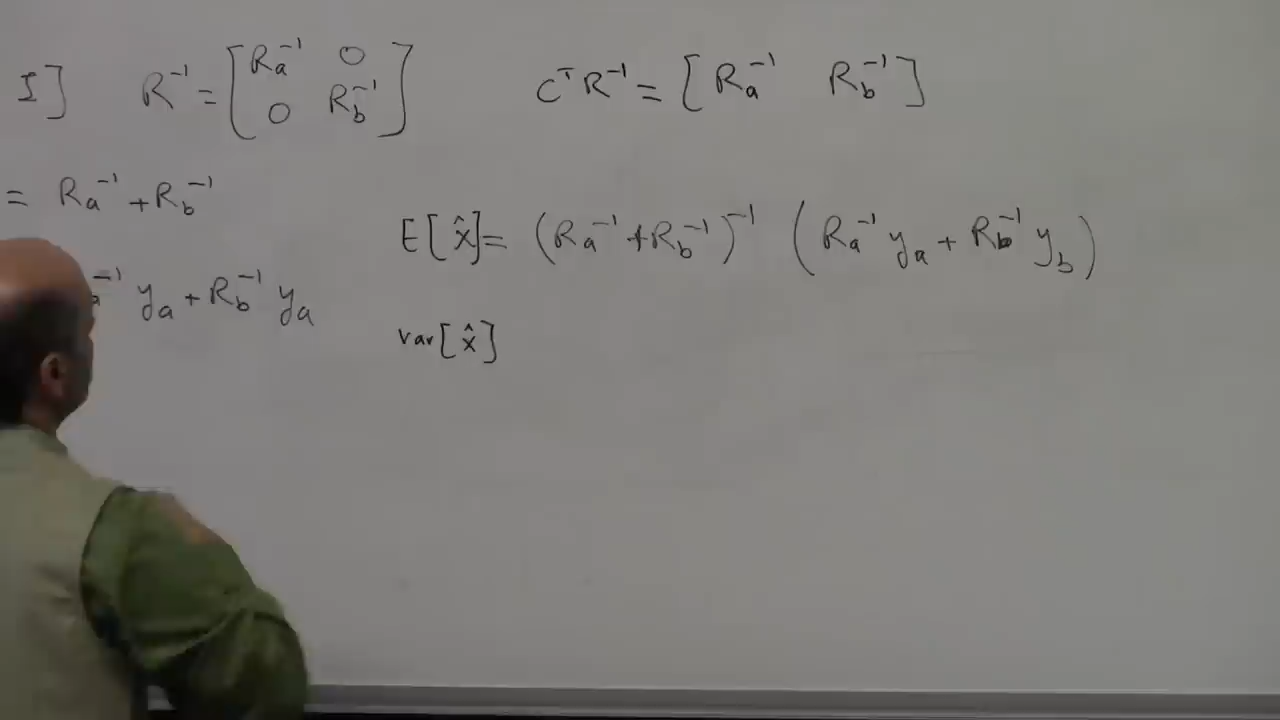 I] R⁻¹ = [Ra⁻¹ 0 ; 0 Rb⁻¹] CᵀR⁻¹ = [Ra⁻¹ Rb⁻¹]
= Ra⁻¹ + Rb⁻¹
E[x̂] = (Ra⁻¹ + Rb⁻¹)⁻¹ (Ra⁻¹ ya + Rb⁻¹ yb)
a⁻¹ ya + Rb⁻¹ ya
var[x̂]